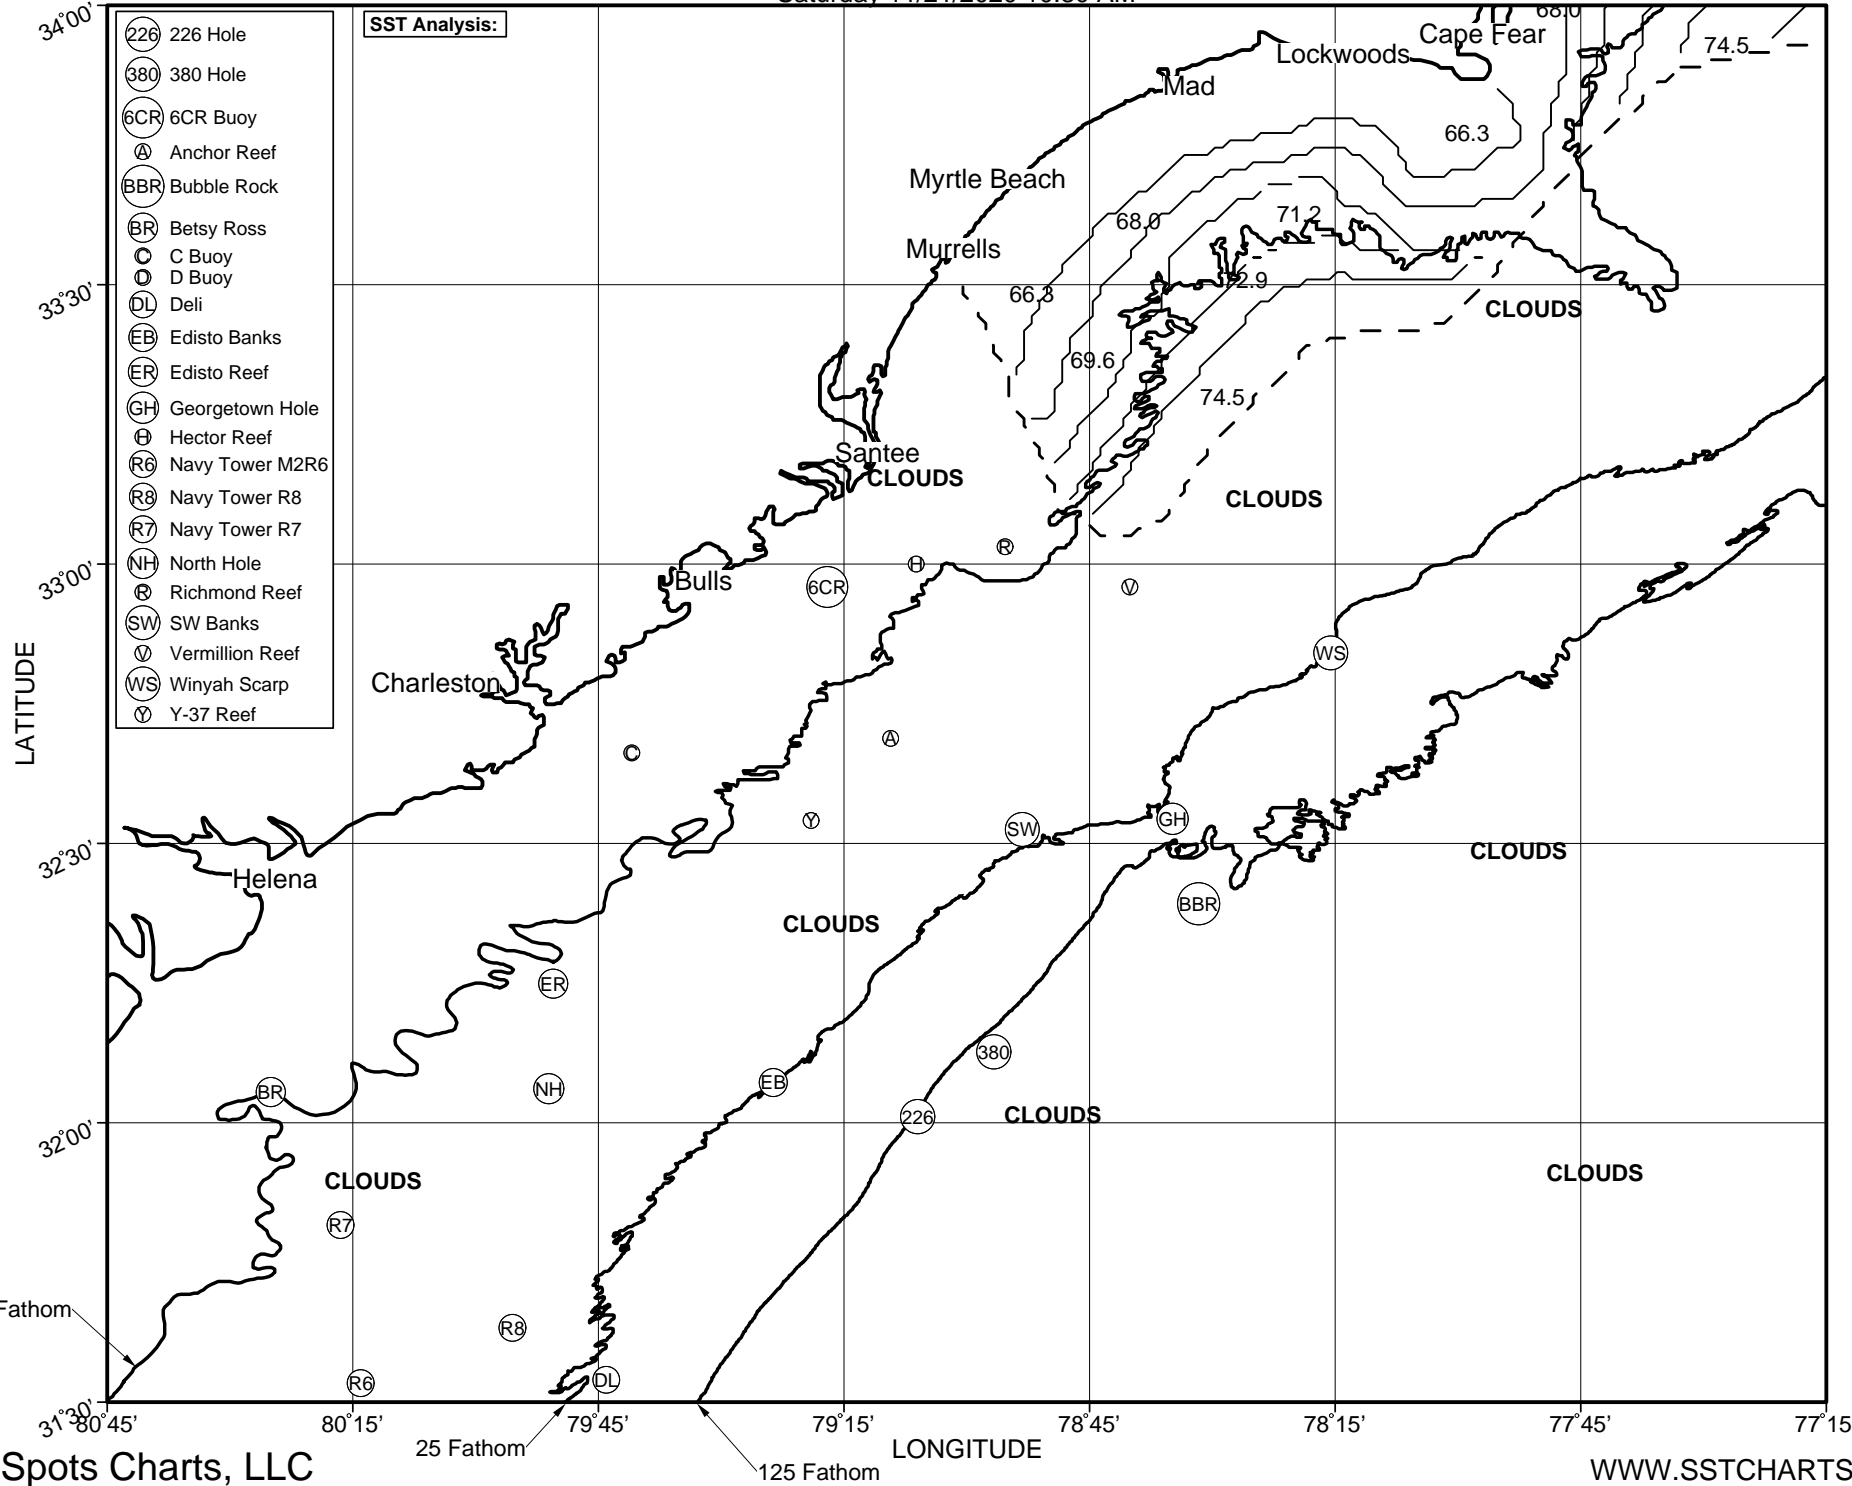 34°00'
226 226 Hole
380 380 Hole
6CR 6CR Buoy
A Anchor Reef
BBR Bubble Rock
BR Betsy Ross
C C Buoy
D D Buoy
DL Deli
EB Edisto Banks
ER Edisto Reef
GH Georgetown Hole
H Hector Reef
R6 Navy Tower M2R6
R8 Navy Tower R8
R7 Navy Tower R7
NH North Hole
R Richmond Reef
SW SW Banks
V Vermillion Reef
WS Winyah Scarp
Y Y-37 Reef
SST Analysis:
68.0
Cape Fear
74.5
Lockwoods
Mad
66.3
Myrtle Beach
68.0
71.2
Murrells
33°30'
66.3
72.9
CLOUDS
69.6
74.5
Santee
CLOUDS
CLOUDS
R
33°00'
H
Bulls
6CR
V
LATITUDE
WS
Charleston
C
A
Y
SW
GH
32°30'
CLOUDS
Helena
BBR
CLOUDS
ER
380
BR
NH
EB
226
CLOUDS
32°00'
CLOUDS
CLOUDS
R7
Fathom
R8
R6
DL
31°30'
80°45'
80°15'
79°45'
79°15'
78°45'
78°15'
77°45'
77°15'
25 Fathom
LONGITUDE
125 Fathom
Spots Charts, LLC
WWW.SSTCHARTS